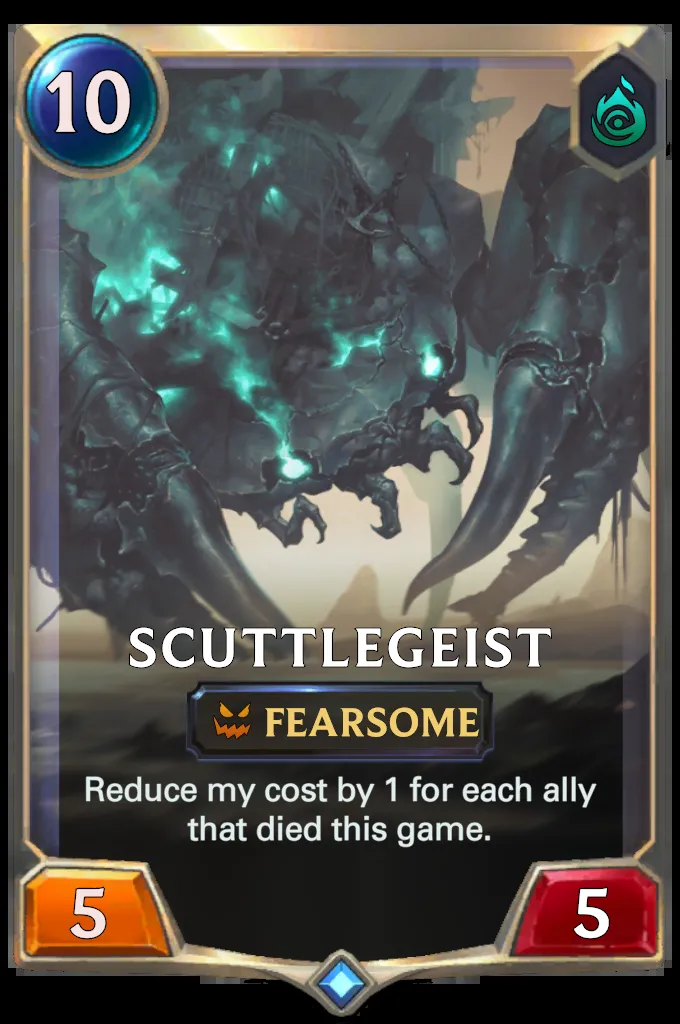 10
SCUTTLEGEIST
FEARSOME
Reduce my cost by 1 for each ally
that died this game.
5 5